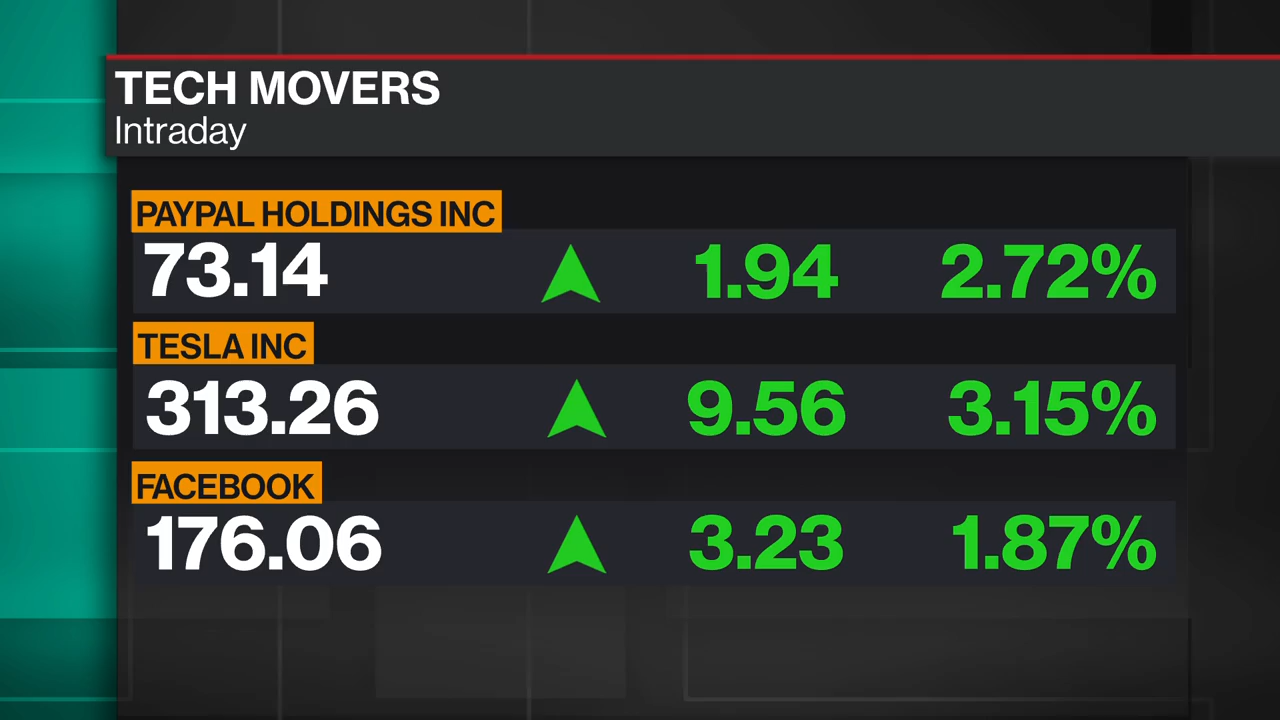 TECH MOVERS
Intraday
PAYPAL HOLDINGS INC
73.14 1.94 2.72%
TESLA INC
313.26 9.56 3.15%
FACEBOOK
176.06 3.23 1.87%